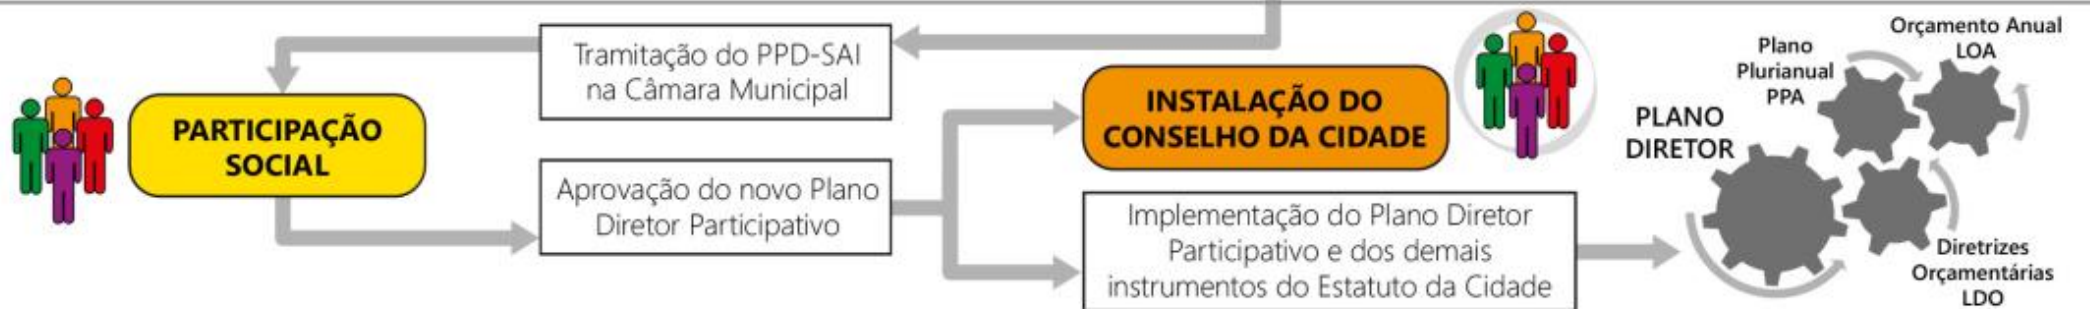 Tramitação do PPD-SAI
na Câmara Municipal
PARTICIPAÇÃO
SOCIAL
Aprovação do novo Plano
Diretor Participativo
INSTALAÇÃO DO
CONSELHO DA CIDADE
Implementação do Plano Diretor
Participativo e dos demais
instrumentos do Estatuto da Cidade
PLANO
DIRETOR
Plano
Plurianual
PPA
Orçamento Anual
LOA
Diretrizes
Orçamentárias
LDO